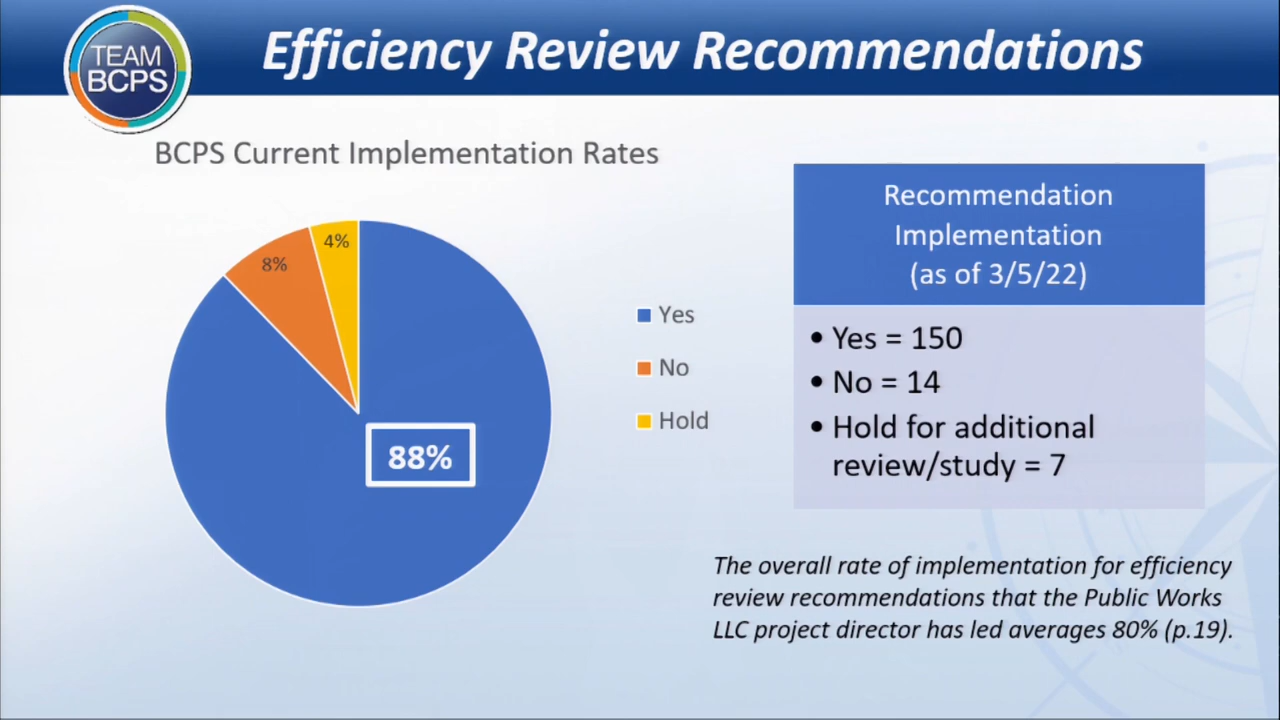 TEAM
BCPS
Efficiency Review Recommendations
BCPS Current Implementation Rates
4%
8%
88%
Yes
No
Hold
Recommendation
Implementation
(as of 3/5/22)
• Yes = 150
• No = 14
• Hold for additional
review/study = 7
The overall rate of implementation for efficiency
review recommendations that the Public Works
LLC project director has led averages 80% (p.19).